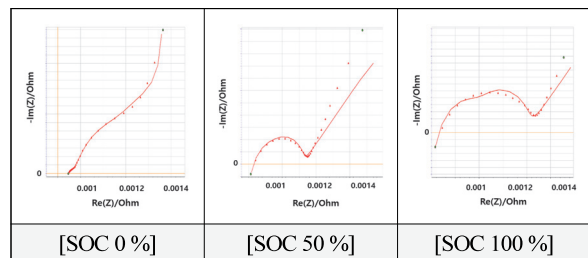 -Im(Z)/Ohm
0
0.001 0.0012 0.0014
Re(Z)/Ohm
[SOC 0 %]
-Im(Z)/Ohm
0
0.001 0.0012 0.0014
Re(Z)/Ohm
[SOC 50 %]
-Im(Z)/Ohm
0
0.001 0.0012 0.0014
Re(Z)/Ohm
[SOC 100 %]